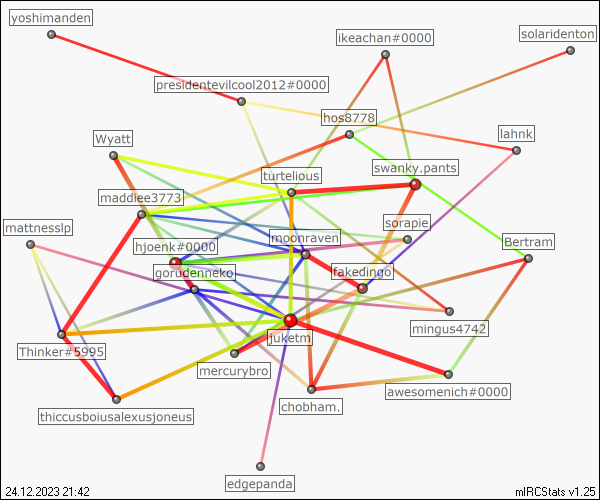 yoshimanden
solaridenton
ikeachan#0000
presidentevilcool2012#0000
hos8778
lahnk
Wyatt
swanky.pants
turtelious
maddiee3773
mattnesslp
sorapie
moonraven
hjoenk#0000
Bertram
gorudenneko
fakedingo
mingus4742
juketm
Thinker#5995
mercurybro
awesomenich#0000
chobham.
thiccusboiusalexusjoneus
edgepanda
24.12.2023 21:42
mIRCStats v1.25